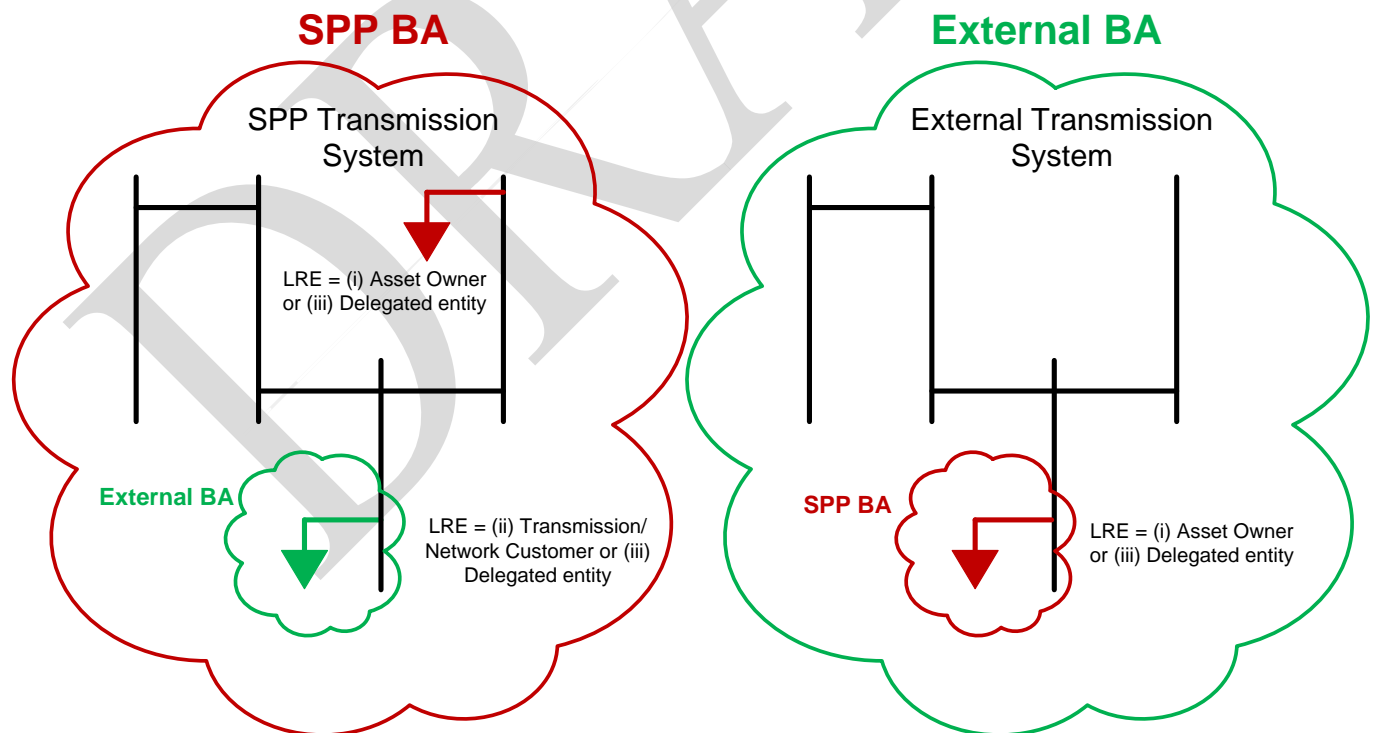 SPP BA
External BA
SPP Transmission
System
External Transmission
System
LRE = (i) Asset Owner
or (iii) Delegated entity
External BA
LRE = (ii) Transmission/
Network Customer or (iii)
Delegated entity
SPP BA
LRE = (i) Asset Owner
or (iii) Delegated entity